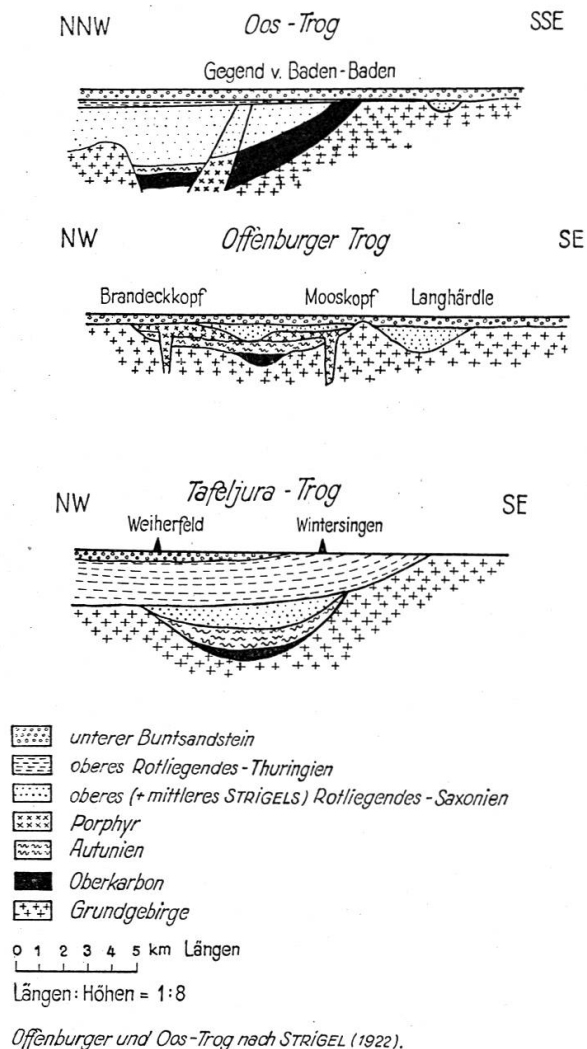 NNW Oos-Trog SSE
Gegend v. Baden-Baden
NW Offenburger Trog SE
Brandeckkopf Mooskopf Langhärdle
NW Tafeljura-Trog SE
Weiherfeld Wintersingen
unterer Buntsandstein
oberes Rotliegendes-Thuringien
oberes (+mittleres STRiGELS) Rotliegendes-Saxonien
Porphyr
Autunien
Oberkarbon
Grundgebirge
0 1 2 3 4 5 km Längen
Längen: Höhen = 1:8
Offenburger und Oos-Trog nach STRiGEL (1922).